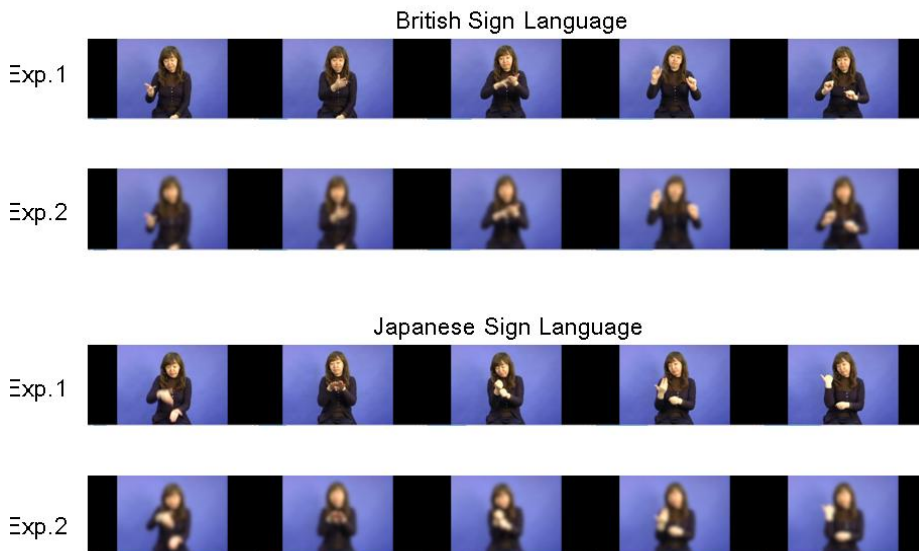 British Sign Language
Exp.1
Exp.2
Japanese Sign Language
Exp.1
Exp.2